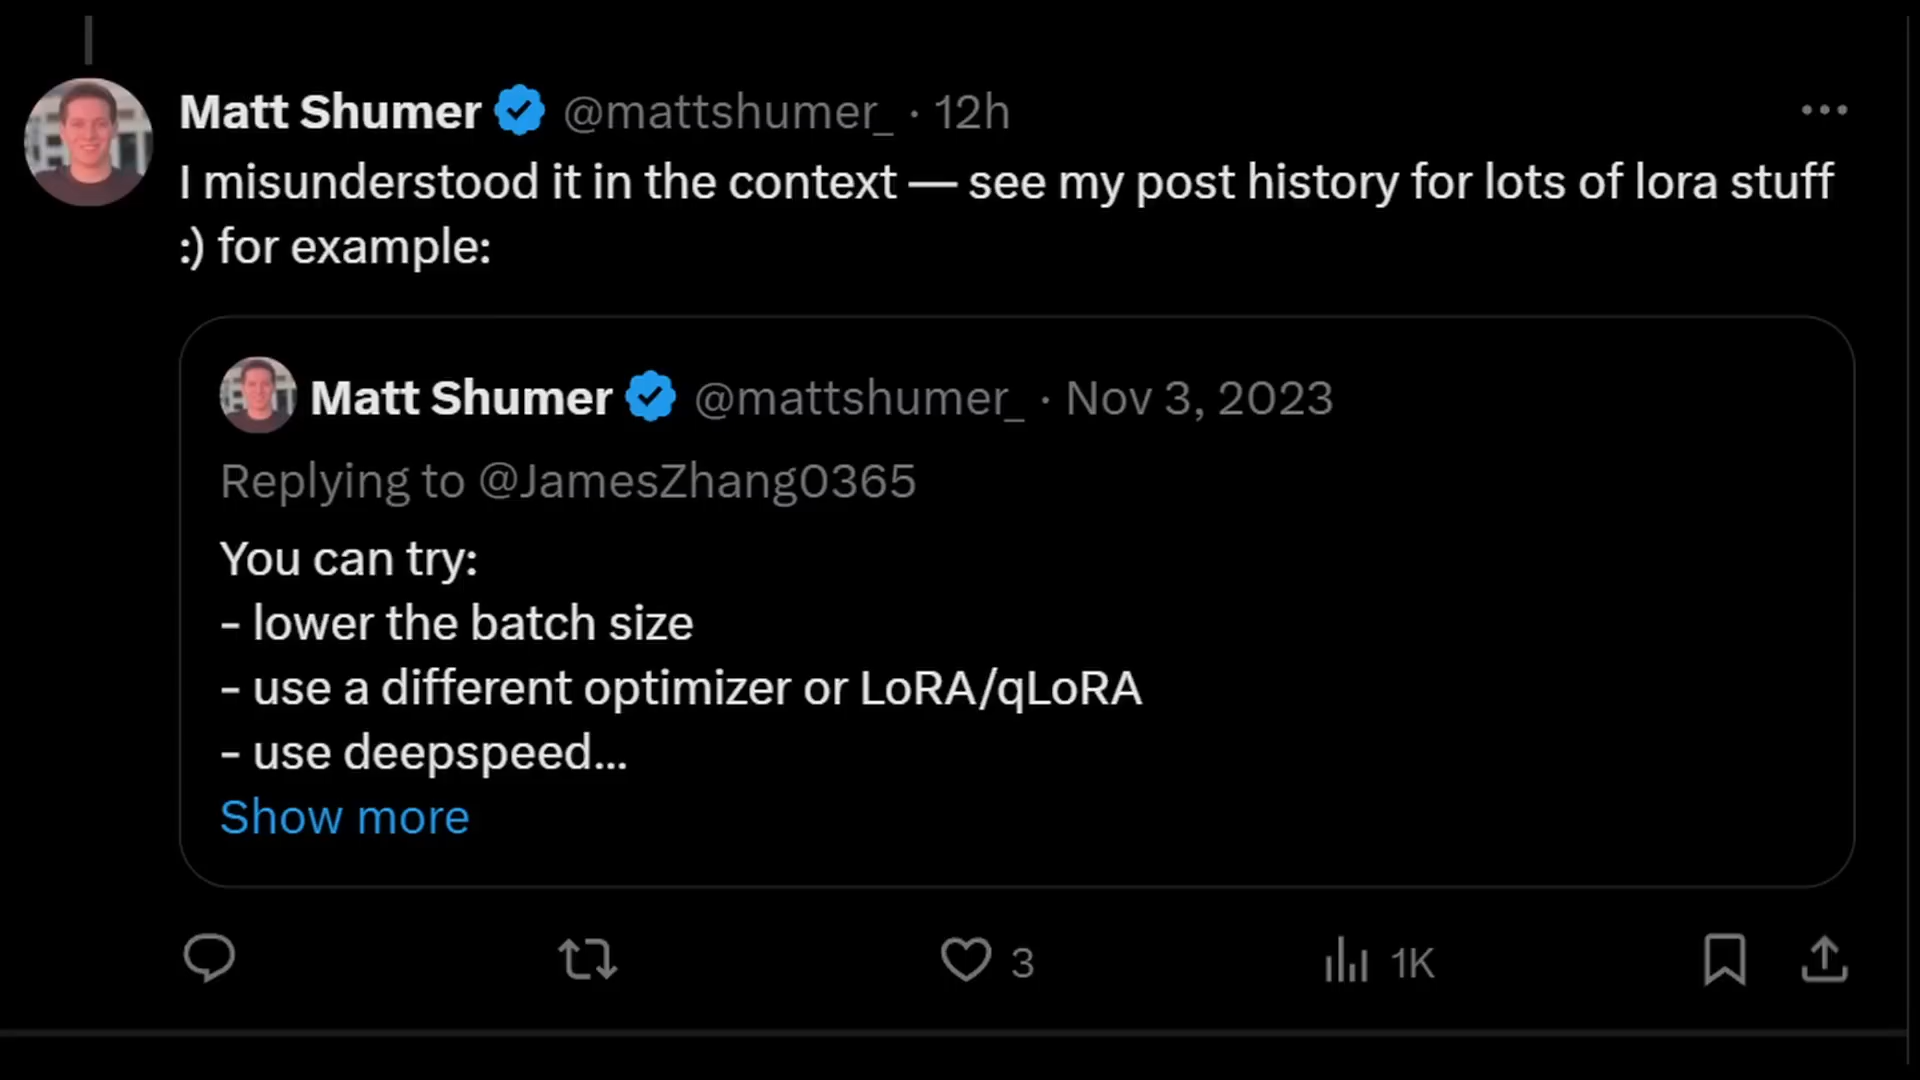 Matt Shumer @mattshumer_ · 12h
I misunderstood it in the context — see my post history for lots of lora stuff
:) for example:
Matt Shumer @mattshumer_ · Nov 3, 2023
Replying to @JamesZhang0365
You can try:
- lower the batch size
- use a different optimizer or LoRA/qLoRA
- use deepspeed...
Show more
3 1K